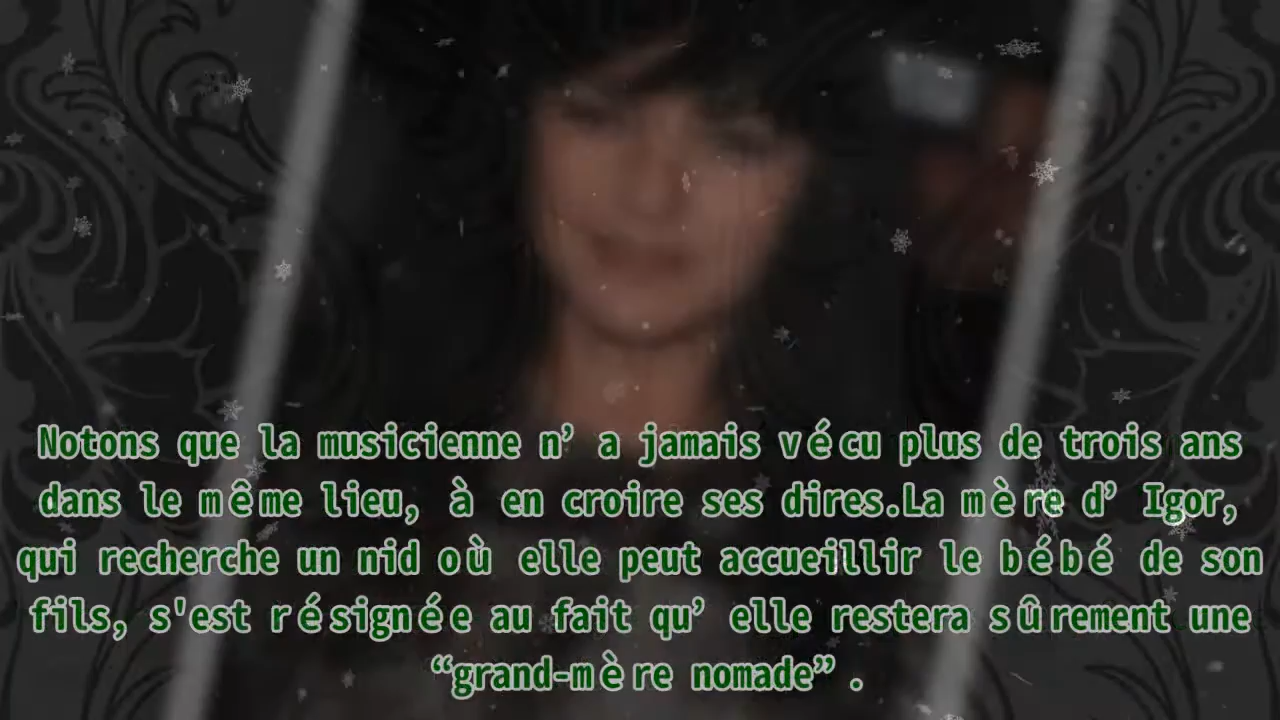 Notons que la musicienne n’ a jamais vécu plus de trois ans
dans le même lieu, à en croire ses dires.La mère d’ Igor,
qui recherche un nid où elle peut accueillir le bébé de son
fils, s'est résignée au fait qu’ elle restera sûrement une
“grand-mère nomade” .